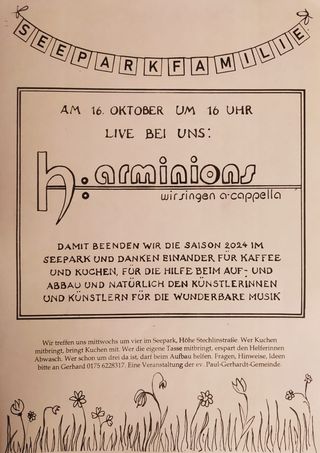 SEEPARKFAMILIE
AM 16. OKTOBER UM 16 UHR
LIVE BEI UNS:
h:arminions
wir singen a-cappella
DAMIT BEENDEN WIR DIE SAISON 2024 IM
SEEPARK UND DANKEN EINANDER FÜR KAFFEE
UND KUCHEN, FÜR DIE HILFE BEIM AUF- UND
ABBAU UND NATÜRLICH DEN KÜNSTLERINNEN
UND KÜNSTLERN FÜR DIE WUNDERBARE MUSIK
Wir treffen uns mittwochs um vier im Seepark, Höhe Stechlinstraße. Wer Kuchen
mitbringt, bringt Kuchen mit. Wer die eigene Tasse mitbringt, erspart den Helferinnen
Abwasch. Wer schon um drei da ist, darf beim Aufbau helfen. Fragen, Hinweise, Ideen
bitte an Gerhard 0175 6228317. Eine Veranstaltung der ev. Paul-Gerhardt-Gemeinde.